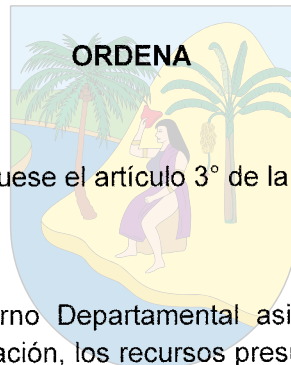 ORDENA
uese el artículo 3° de la
rno Departamental asi
ación, los recursos presu